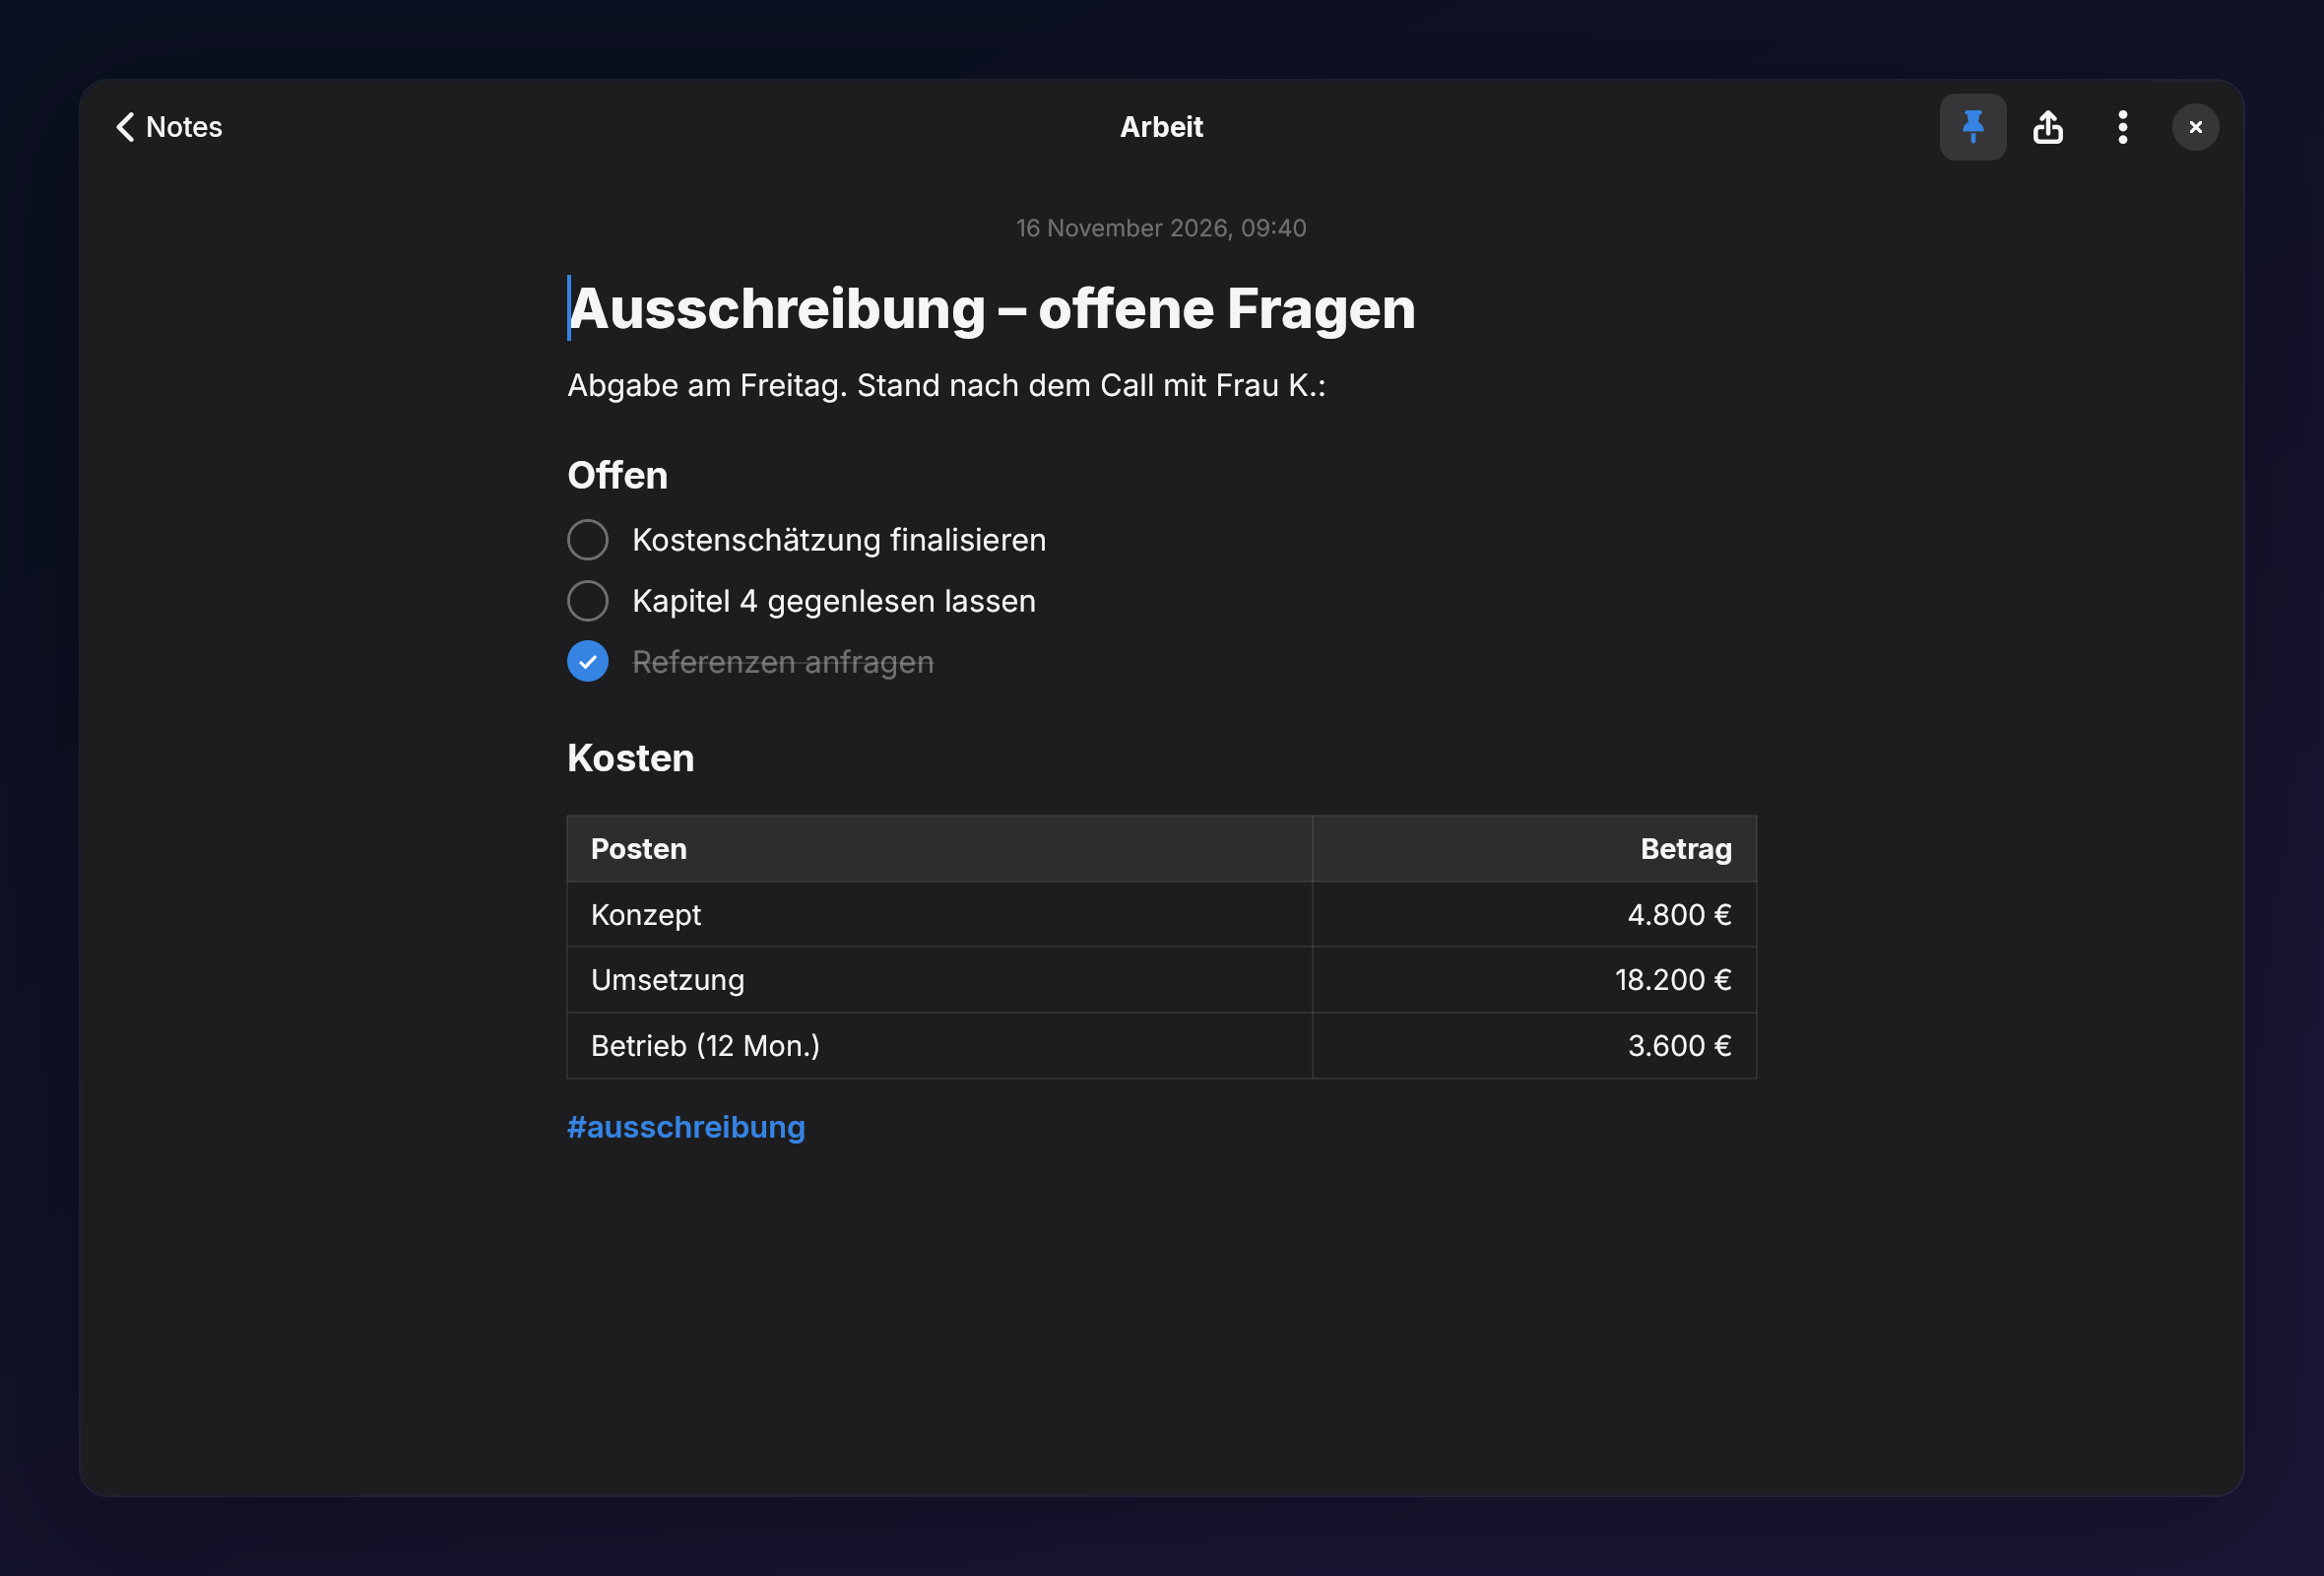 Notes
Arbeit
16 November 2026, 09:40
Ausschreibung – offene Fragen
Abgabe am Freitag. Stand nach dem Call mit Frau K.:
Offen
Kostenschätzung finalisieren
Kapitel 4 gegenlesen lassen
Referenzen anfragen
Kosten
Posten Betrag
Konzept 4.800 €
Umsetzung 18.200 €
Betrieb (12 Mon.) 3.600 €
#ausschreibung